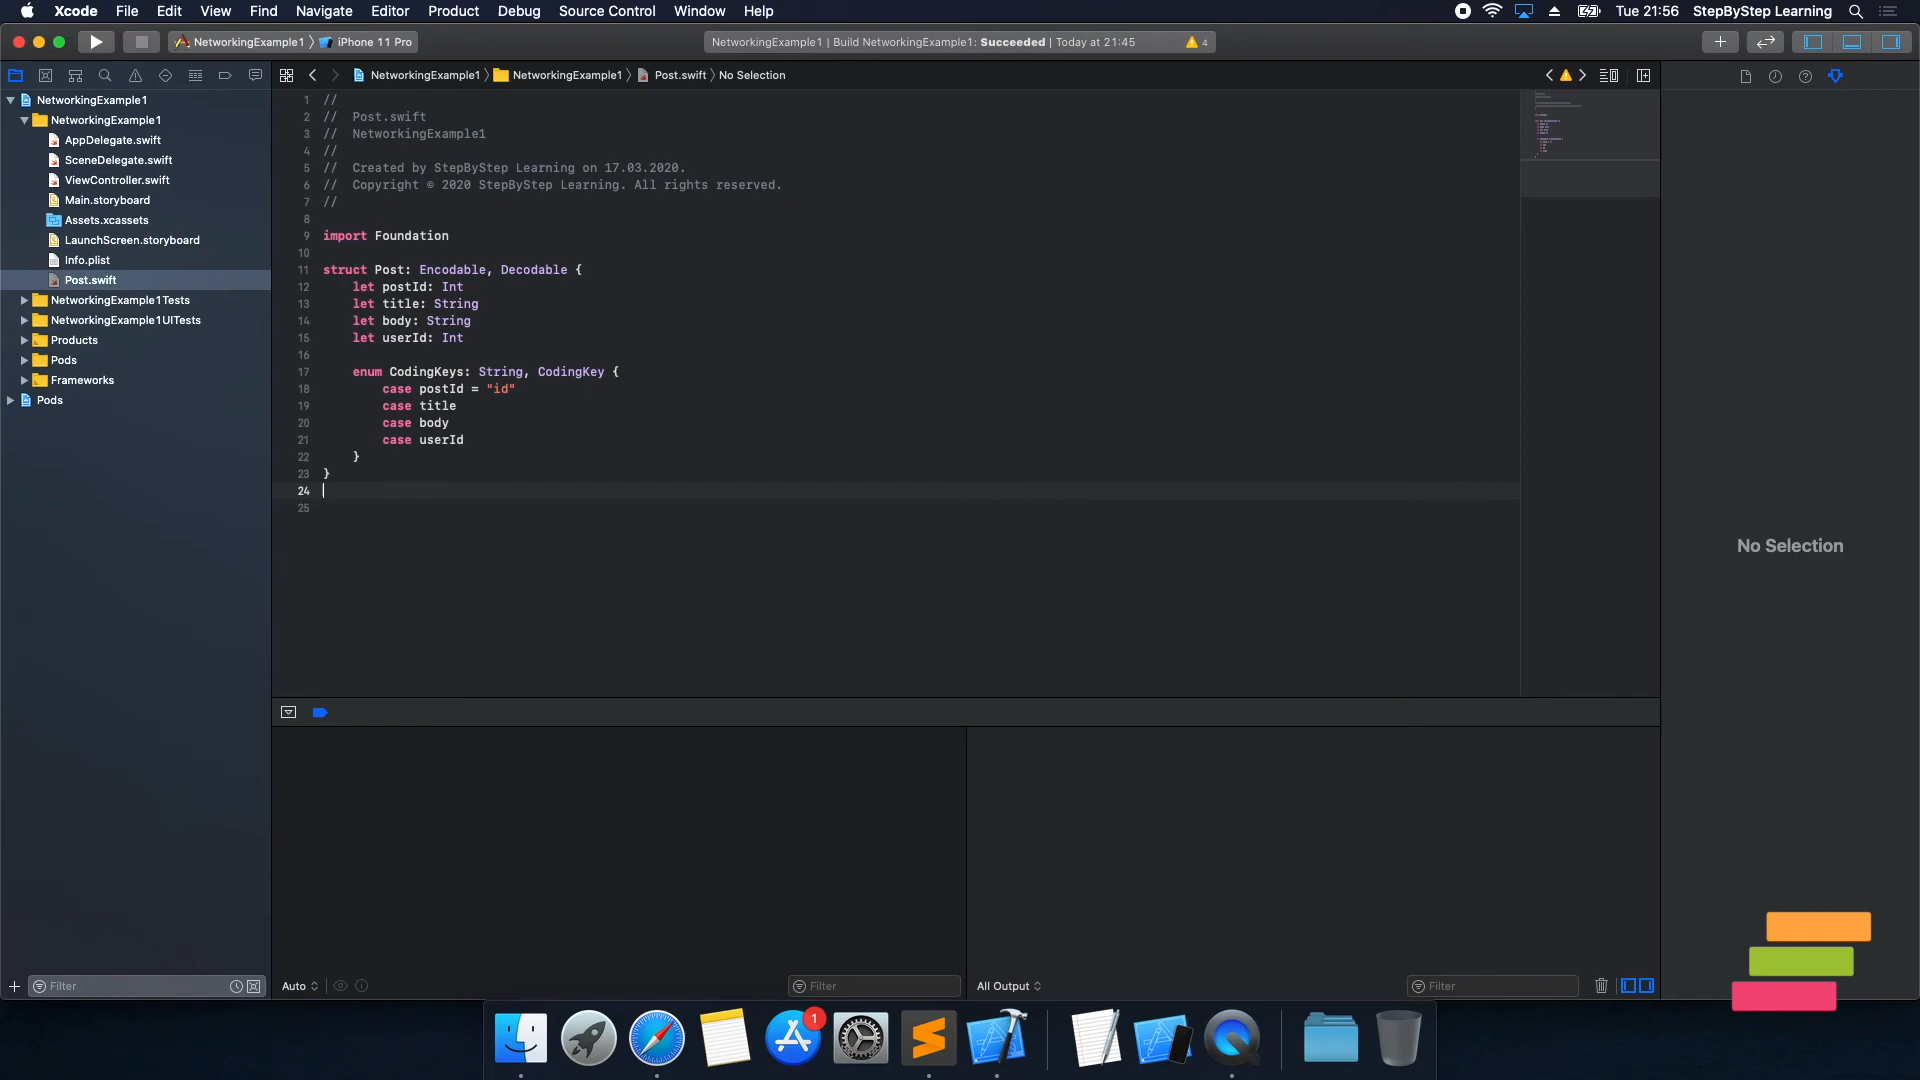 Xcode File Edit View Find Navigate Editor Product Debug Source Control Window Help Tue 21:56 StepByStep Learning
NetworkingExample1 iPhone 11 Pro NetworkingExample1 | Build NetworkingExample1: Succeeded | Today at 21:45 4
NetworkingExample1 NetworkingExample1 Post.swift No Selection
NetworkingExample1
NetworkingExample1
AppDelegate.swift
SceneDelegate.swift
ViewController.swift
Main.storyboard
Assets.xcassets
LaunchScreen.storyboard
Info.plist
Post.swift
NetworkingExample1Tests
NetworkingExample1UITests
Products
Pods
Frameworks
Pods
Filter
1 //
2 // Post.swift
3 // NetworkingExample1
4 //
5 // Created by StepByStep Learning on 17.03.2020.
6 // Copyright © 2020 StepByStep Learning. All rights reserved.
7 //
8
9 import Foundation
10
11 struct Post: Encodable, Decodable {
12 let postId: Int
13 let title: String
14 let body: String
15 let userId: Int
16
17 enum CodingKeys: String, CodingKey {
18 case postId = "id"
19 case title
20 case body
21 case userId
22 }
23 }
24
25
No Selection
Auto Filter All Output Filter
1